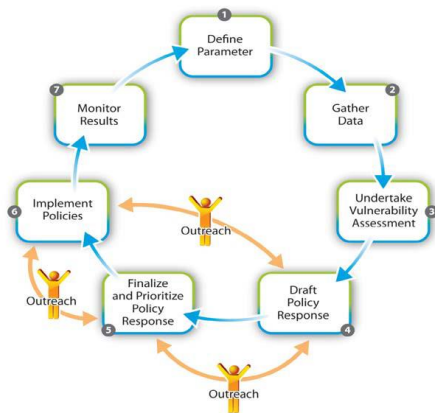 1
Define
Parameter
2
Gather
Data
3
Undertake
Vulnerability
Assessment
4
Draft
Policy
Response
5
Finalize
and Prioritize
Policy
Response
6
Implement
Policies
7
Monitor
Results
Outreach
Outreach
Outreach